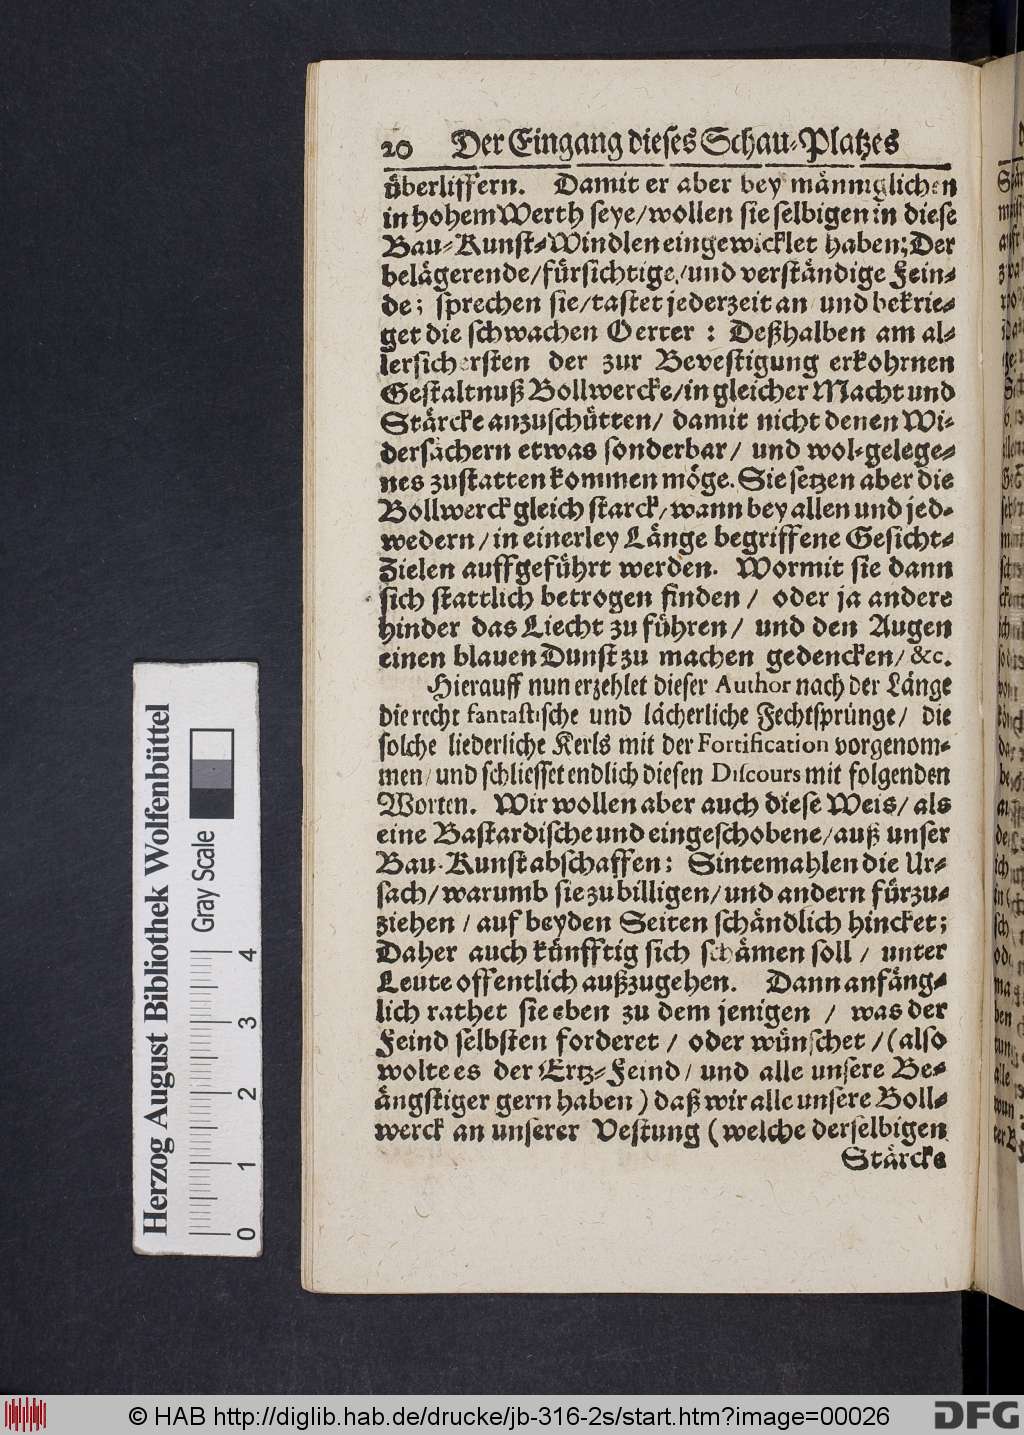 20 Der Eingang dieses Schau-Platzes
überliffern. Damit er aber bey männiglichen
in hohem Werth seye/wollen sie selbigen in diese
Bau-Kunst-Windlen eingewicklet haben; Der
belägerende/fürsichtige/und verständige Fein-
de; sprechen sie/tastet jederzeit an und bekrie-
get die schwachen Oerter: Deßhalben am al-
lersichersten der zur Bevestigung erkohrnen
Gestaltnuß Bollwercke/in gleicher Macht und
Stärcke anzuschütten/ damit nicht denen Wi-
dersächern etwas sonderbar/ und wol-gelege-
nes zustatten kommen möge. Sie setzen aber die
Bollwerck gleich starck/wann bey allen und jed-
wedern/in einerley Länge begriffene Gesicht-
Zielen auffgeführt werden. Wormit sie dann
sich stattlich betrogen finden/ oder ja andere
hinder das Liecht zu führen/ und den Augen
einen blauen Dunst zu machen gedencken/&c.
Hierauff nun erzehlet dieser Author nach der Länge
die recht fantastische und lächerliche Fechtsprünge/ die
solche liederliche Kerls mit der Fortification vorgenom-
men/und schliesset endlich diesen Discours mit folgenden
Worten. Wir wollen aber auch diese Weis/ als
eine Bastardische und eingeschobene/auß unser
Bau-Kunst abschaffen: Sintemahlen die Ur-
sach/warumb sie zu billigen/und andern fürzu-
ziehen/auf beyden Seiten schändlich hincket;
Daher auch künfftig sich schämen soll/ unter
Leute offentlich außzugehen. Dann anfäng-
lich rathet sie eben zu dem jenigen/ was der
Feind selbsten forderet/ oder wünschet/(also
wolte es der Ertz-Feind/ und alle unsere Be-
ängstiger gern haben) daß wir alle unsere Boll-
werck an unserer Vestung (welche derselbigen
Stärcke
Herzog August Bibliothek Wolfenbüttel
Gray Scale
0 1 2 3 4
© HAB http://diglib.hab.de/drucke/jb-316-2s/start.htm?image=00026
DFG